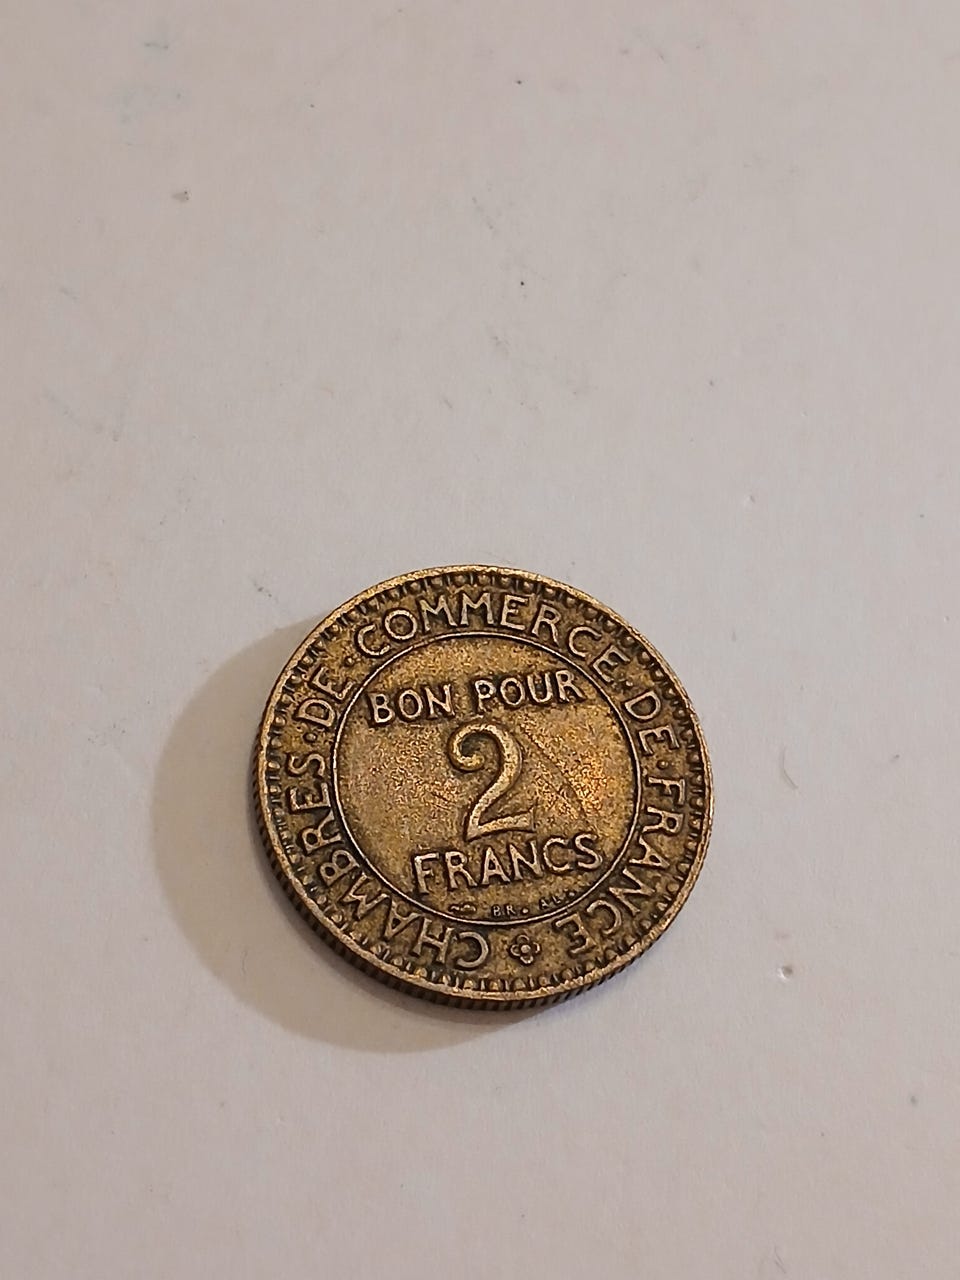 CHAMBRES·DE·COMMERCE·DE·FRANCE
BON POUR
2
FRANCS
BR. AL.